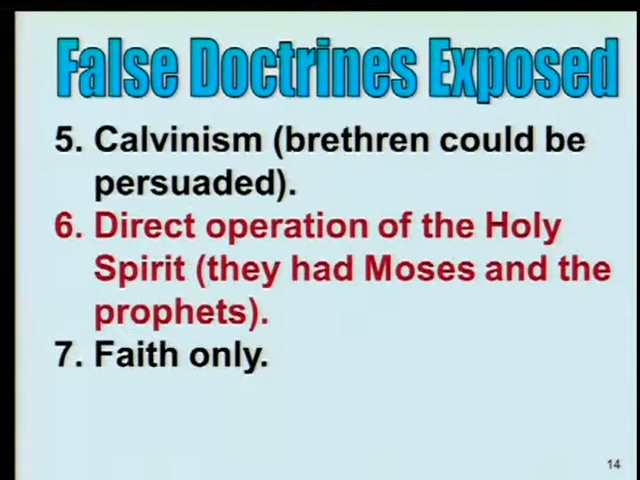 False Doctrines Exposed
5. Calvinism (brethren could be
persuaded).
6. Direct operation of the Holy
Spirit (they had Moses and the
prophets).
7. Faith only.
14